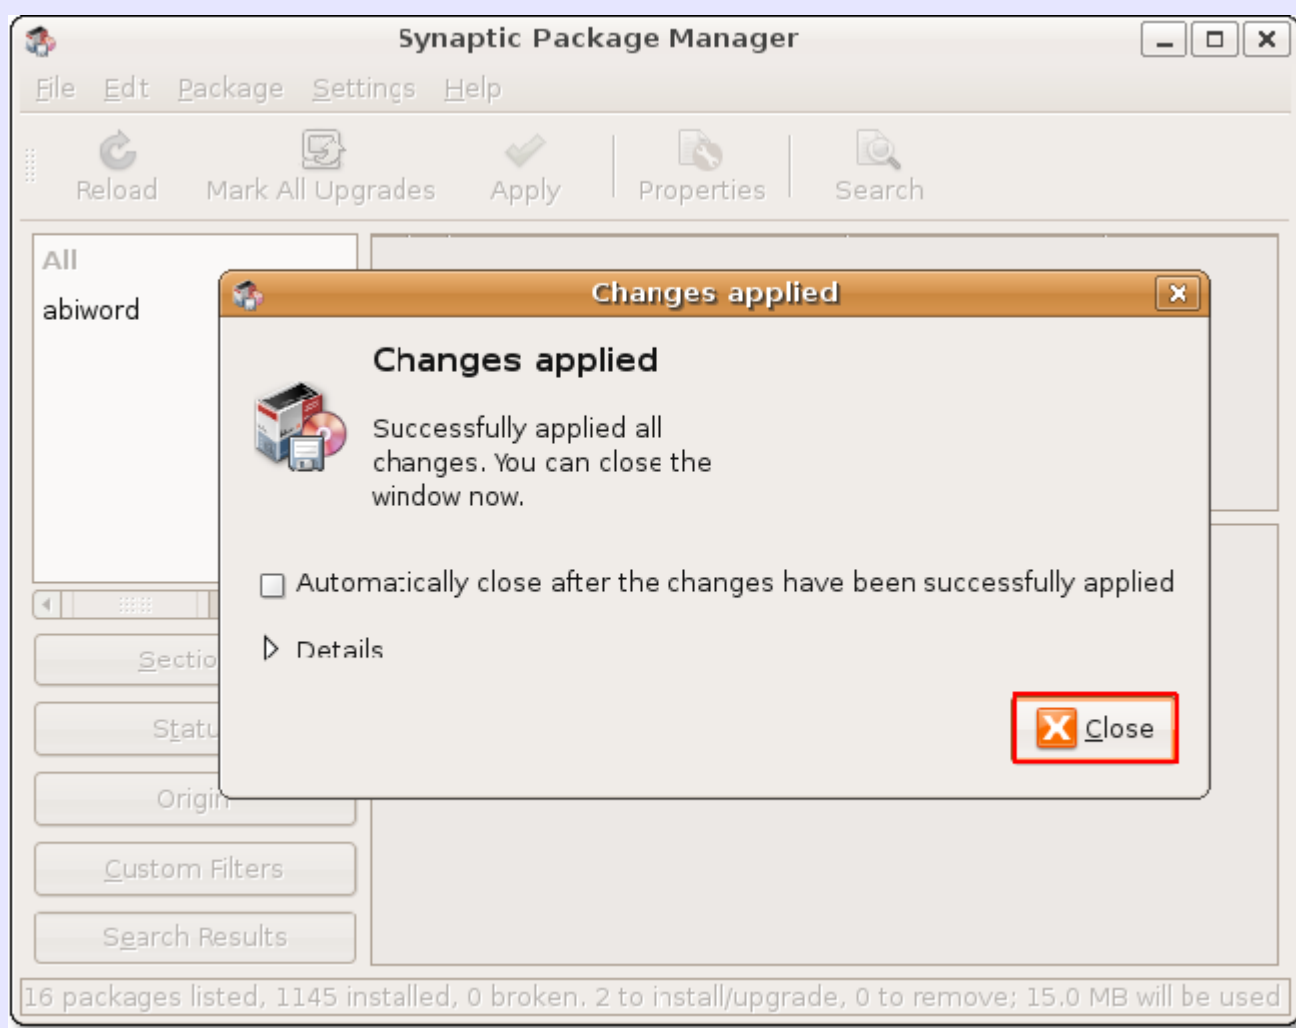 Synaptic Package Manager
File Edit Package Settings Help
Reload Mark All Upgrades Apply Properties Search
All
abiword
Changes applied
Changes applied
Successfully applied all
changes. You can close the
window now.
Automatically close after the changes have been successfully applied
Details
Close
Sectio
Statu
Origin
Custom Filters
Search Results
16 packages listed, 1145 installed, 0 broken. 2 to install/upgrade, 0 to remove; 15.0 MB will be used